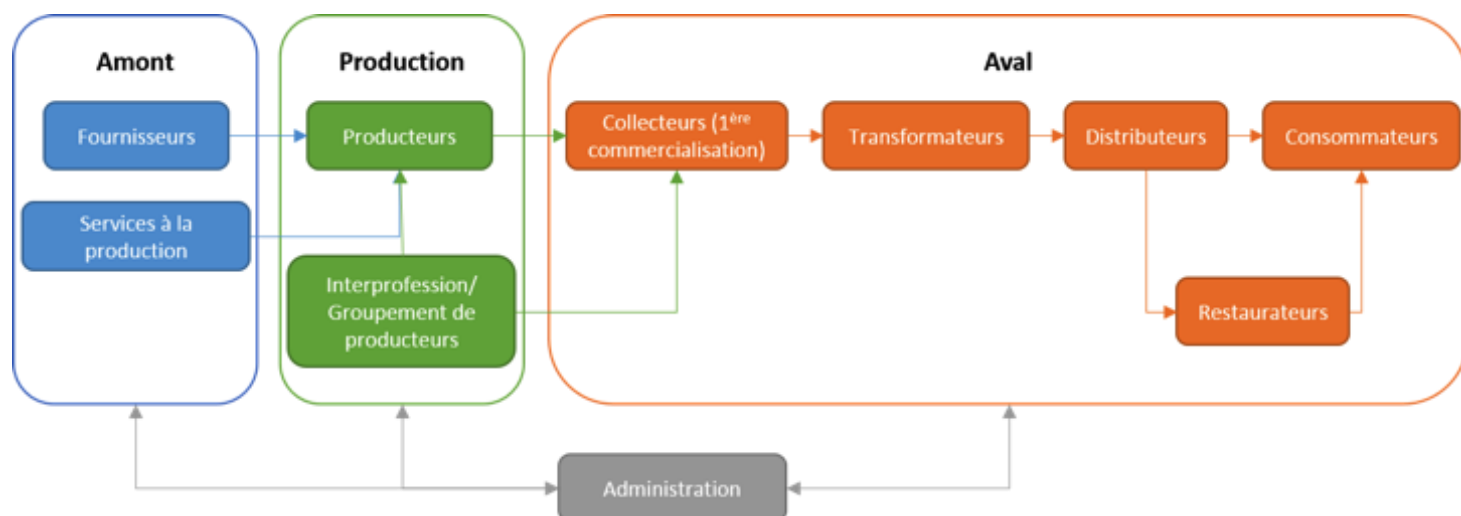 Amont
Production
Aval
Fournisseurs
Producteurs
Collecteurs (1ère
commercialisation)
Transformateurs
Distributeurs
Consommateurs
Services à la
production
Interprofession/
Groupement de
producteurs
Restaurateurs
Administration